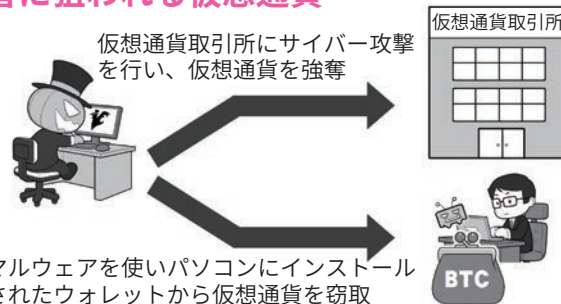 に狙われる仮想通貨
仮想通貨取引所
仮想通貨取引所にサイバー攻撃
を行い、仮想通貨を強奪
マルウェアを使いパソコンにインストール
されたウォレットから仮想通貨を窃取
BTC